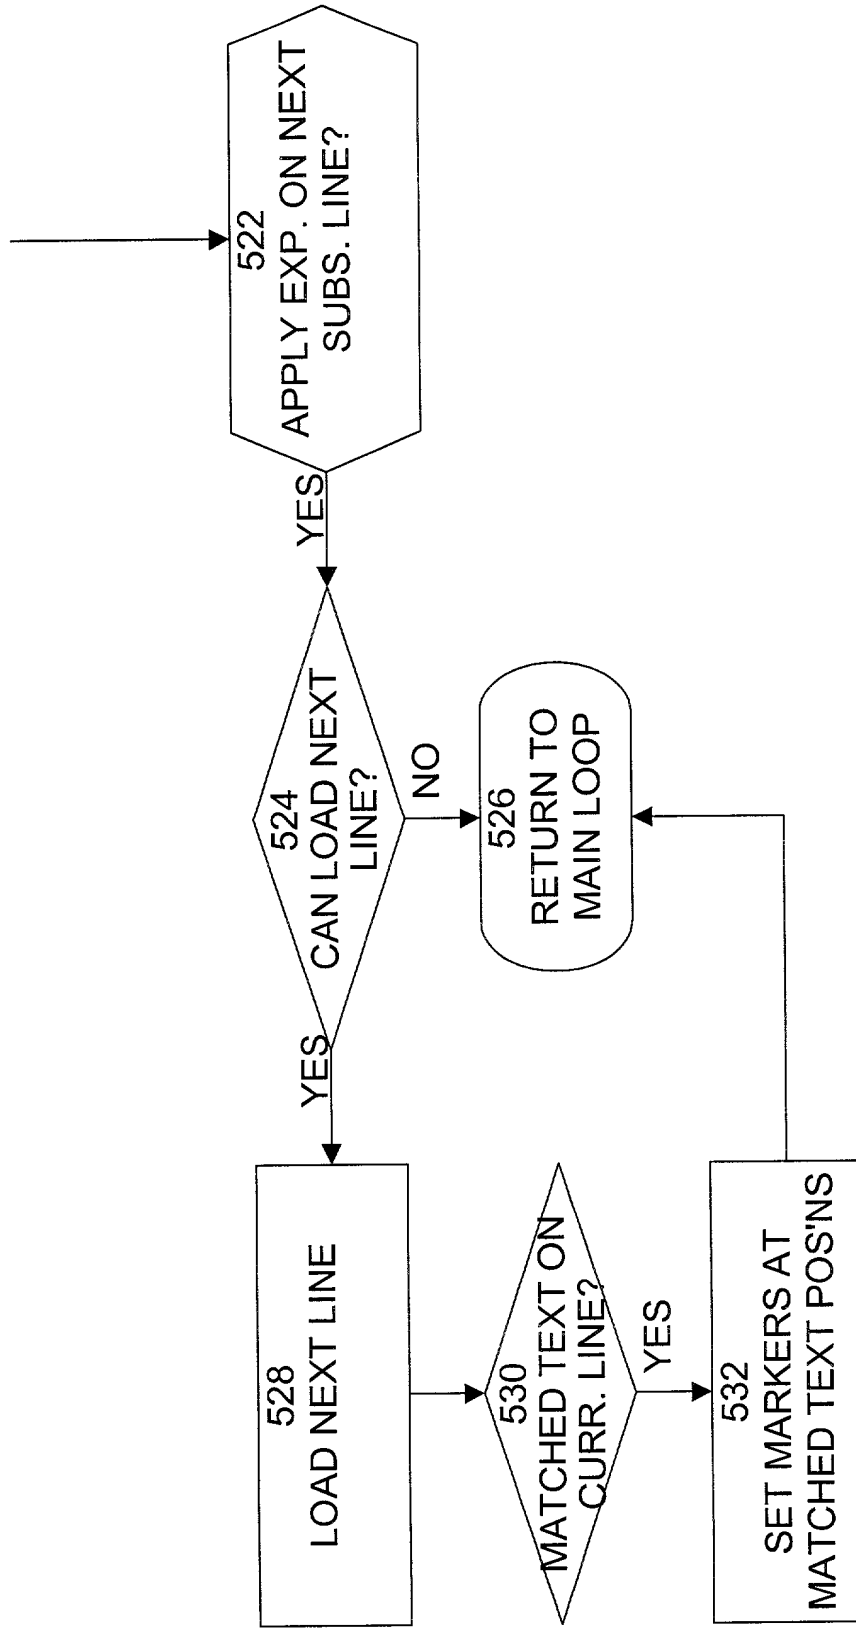 522
APPLY EXP. ON NEXT
SUBS. LINE?
YES
524
CAN LOAD NEXT
LINE?
NO
526
RETURN TO
MAIN LOOP
YES
528
LOAD NEXT LINE
530
MATCHED TEXT ON
CURR. LINE?
YES
532
SET MARKERS AT
MATCHED TEXT POS'NS